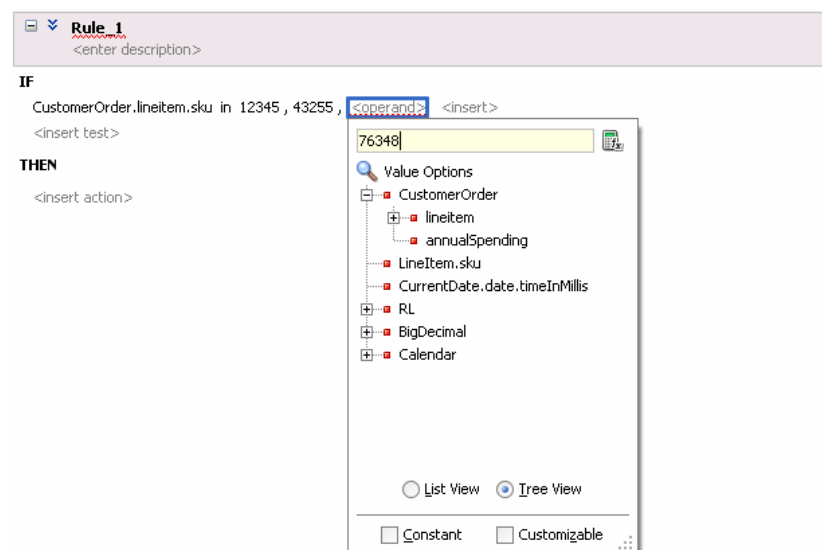 Rule_1
<enter description>
IF
CustomerOrder.lineitem.sku in 12345 , 43255 , <operand> <insert>
<insert test>
76348
fx
Value Options
THEN
CustomerOrder
<insert action>
lineitem
annualSpending
LineItem.sku
CurrentDate.date.timeInMillis
RL
BigDecimal
Calendar
List View Tree View
Constant Customizable